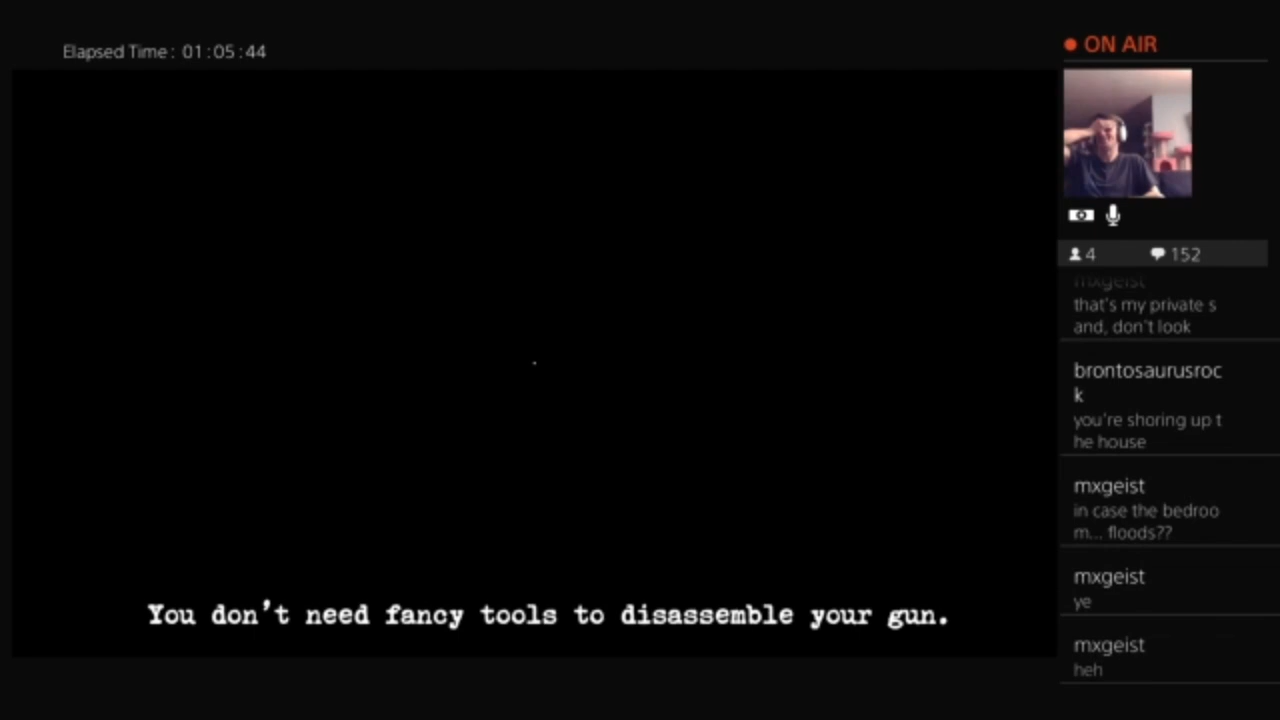 Elapsed Time: 01:05:44
ON AIR
4 152
mxgeist
that's my private s
and, don't look
brontosaurusroc
k
you're shoring up t
he house
mxgeist
in case the bedroo
m... floods??
mxgeist
ye
mxgeist
heh
You don't need fancy tools to disassemble your gun.